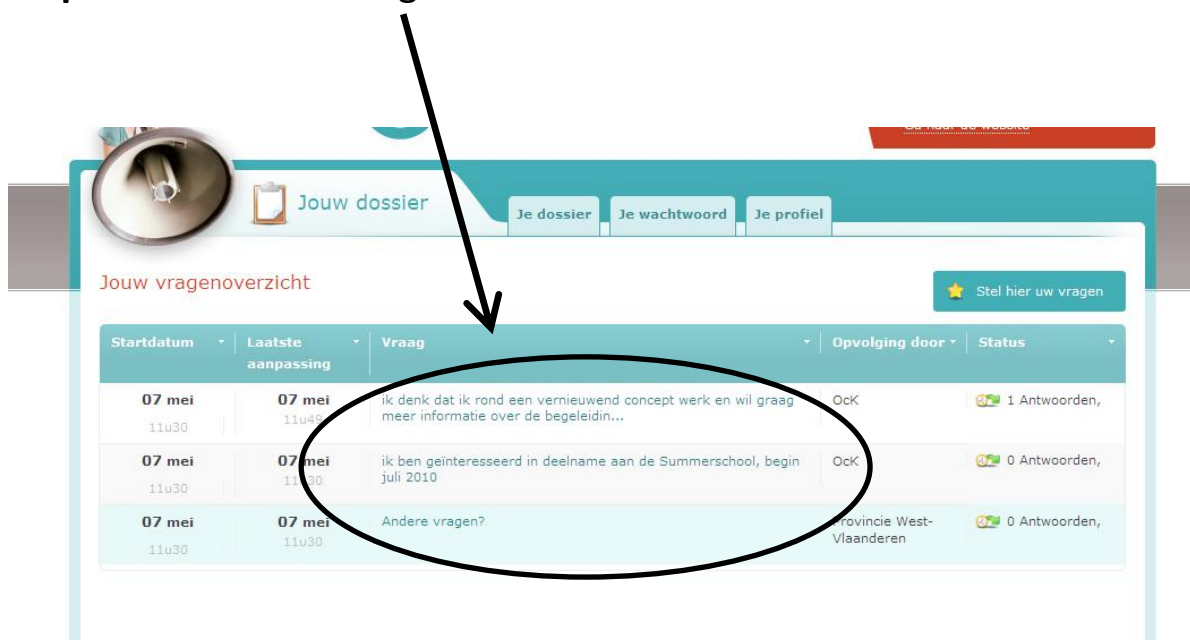 Jouw dossier
Je dossier
Je wachtwoord
Je profiel
Jouw vragenoverzicht
Stel hier uw vragen
Startdatum
Laatste
aanpassing
Vraag
Opvolging door
Status
07 mei
11u30
07 mei
11u49
ik denk dat ik rond een vernieuwend concept werk en wil graag
meer informatie over de begeleidin...
OcK
1 Antwoorden,
07 mei
11u30
07 mei
11u30
ik ben geïnteresseerd in deelname aan de Summerschool, begin
juli 2010
OcK
0 Antwoorden,
07 mei
11u30
07 mei
11u30
Andere vragen?
Provincie West-
Vlaanderen
0 Antwoorden,